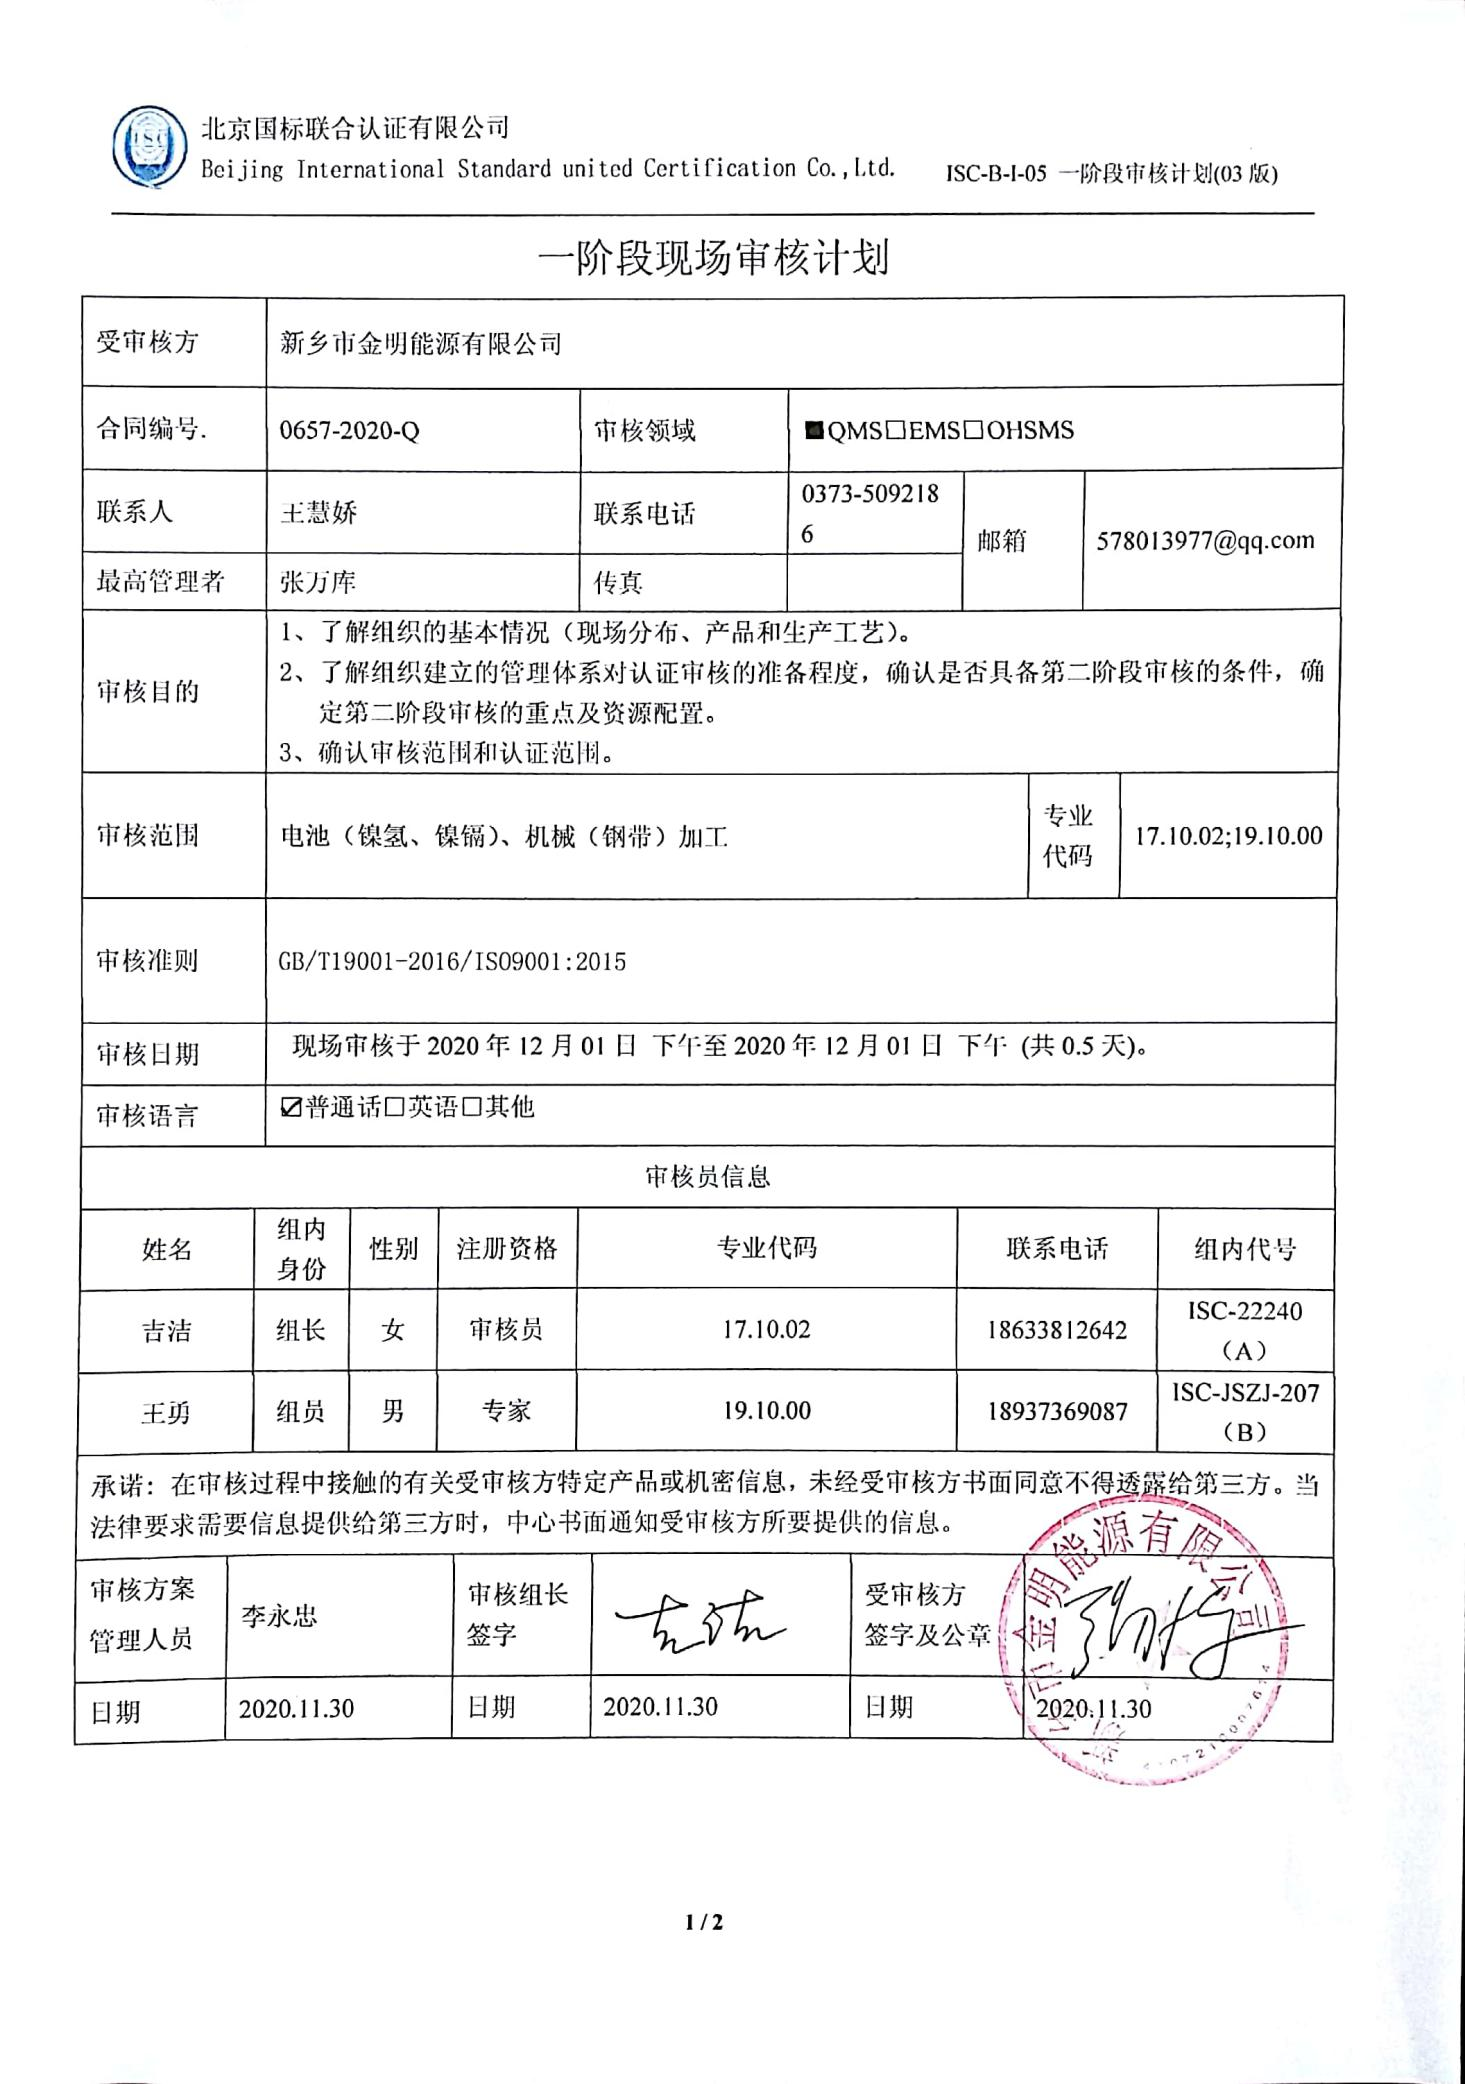 ISC
北京国标联合认证有限公司
Beijing International Standard united Certification Co.,Ltd.
ISC-B-I-05 一阶段审核计划(03 版)
一阶段现场审核计划
受审核方 新乡市金明能源有限公司
合同编号. 0657-2020-Q 审核领域 ■QMS□EMS□OHSMS
联系人 王慧娇 联系电话 0373-509218
6
邮箱 578013977@qq.com
最高管理者 张万库 传真
审核目的
1、了解组织的基本情况（现场分布、产品和生产工艺）。
2、了解组织建立的管理体系对认证审核的准备程度，确认是否具备第二阶段审核的条件，确
定第二阶段审核的重点及资源配置。
3、确认审核范围和认证范围。
审核范围 电池（镍氢、镍镉）、机械（钢带）加工
专业
代码
17.10.02;19.10.00
审核准则 GB/T19001-2016/ISO9001:2015
审核日期 现场审核于 2020 年 12 月 01 日 下午至 2020 年 12 月 01 日 下午 (共 0.5 天)。
审核语言 ☑普通话□英语□其他
审核员信息
姓名
组内
身份
性别 注册资格 专业代码 联系电话 组内代号
吉洁 组长 女 审核员 17.10.02 18633812642 ISC-22240
（A）
王勇 组员 男 专家 19.10.00 18937369087 ISC-JSZJ-207
（B）
承诺：在审核过程中接触的有关受审核方特定产品或机密信息，未经受审核方书面同意不得透露给第三方。当
法律要求需要信息提供给第三方时，中心书面通知受审核方所要提供的信息。
审核方案
管理人员
李永忠
审核组长
签字
吉洁
受审核方
签字及公章
新乡市金明能源有限公司
日期 2020.11.30 日期 2020.11.30 日期 2020.11.30
1 / 2